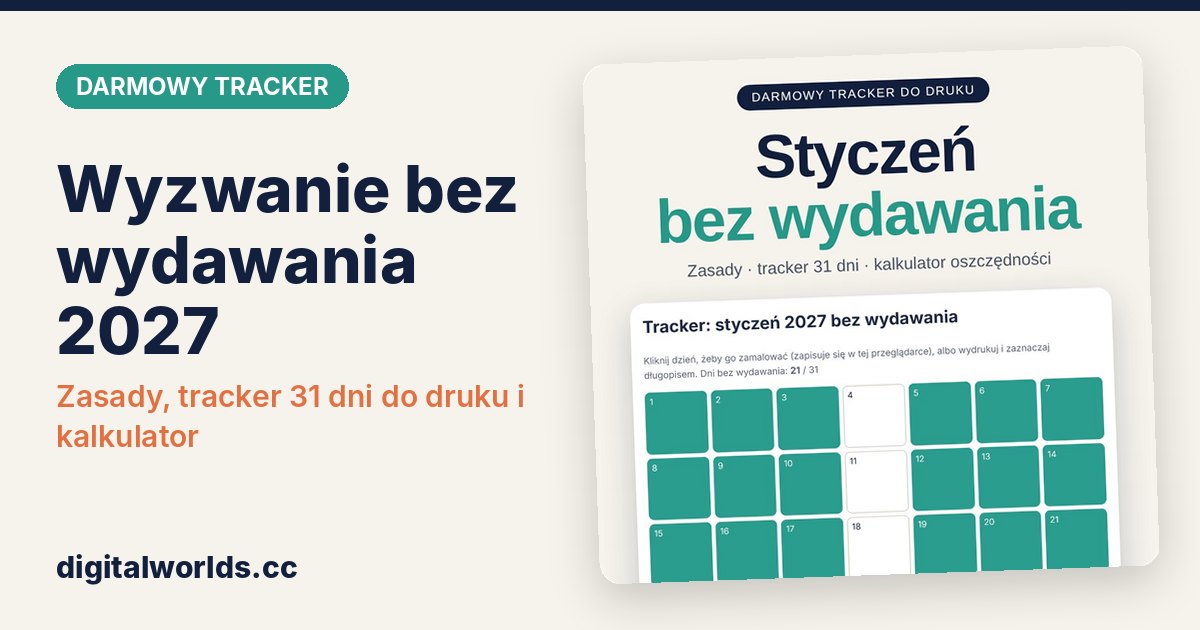 DARMOWY TRACKER
Wyzwanie bez
wydawania
2027
Zasady, tracker 31 dni do druku i
kalkulator
digitalworlds.cc
DARMOWY TRACKER DO DRUKU
Styczeń
bez wydawania
Zasady · tracker 31 dni · kalkulator oszczędności
Tracker: styczeń 2027 bez wydawania
Kliknij dzień, żeby go zamalować (zapisuje się w tej przeglądarce), albo wydrukuj i zaznaczaj
długopisem. Dni bez wydawania: 21 / 31
1 2 3 4 5 6 7
8 9 10 11 12 13 14
15 16 17 18 19 20 21